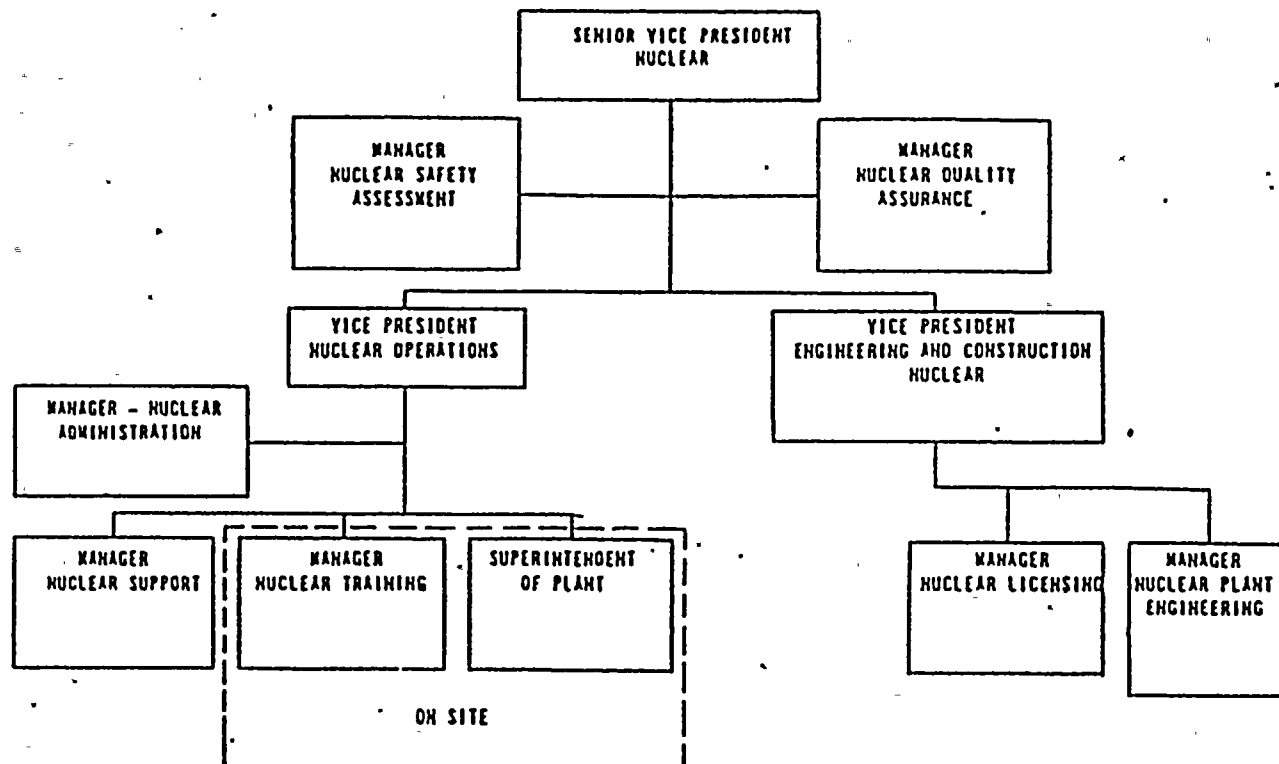 SENIOR VICE PRESIDENT
NUCLEAR
MANAGER
NUCLEAR SAFETY
ASSESSMENT
MANAGER
NUCLEAR QUALITY
ASSURANCE
VICE PRESIDENT
NUCLEAR OPERATIONS
VICE PRESIDENT
ENGINEERING AND CONSTRUCTION
NUCLEAR
MANAGER – NUCLEAR
ADMINISTRATION
MANAGER
NUCLEAR SUPPORT
MANAGER
NUCLEAR TRAINING
SUPERINTENDENT
OF PLANT
MANAGER
NUCLEAR LICENSING
MANAGER
NUCLEAR PLANT
ENGINEERING
ON SITE